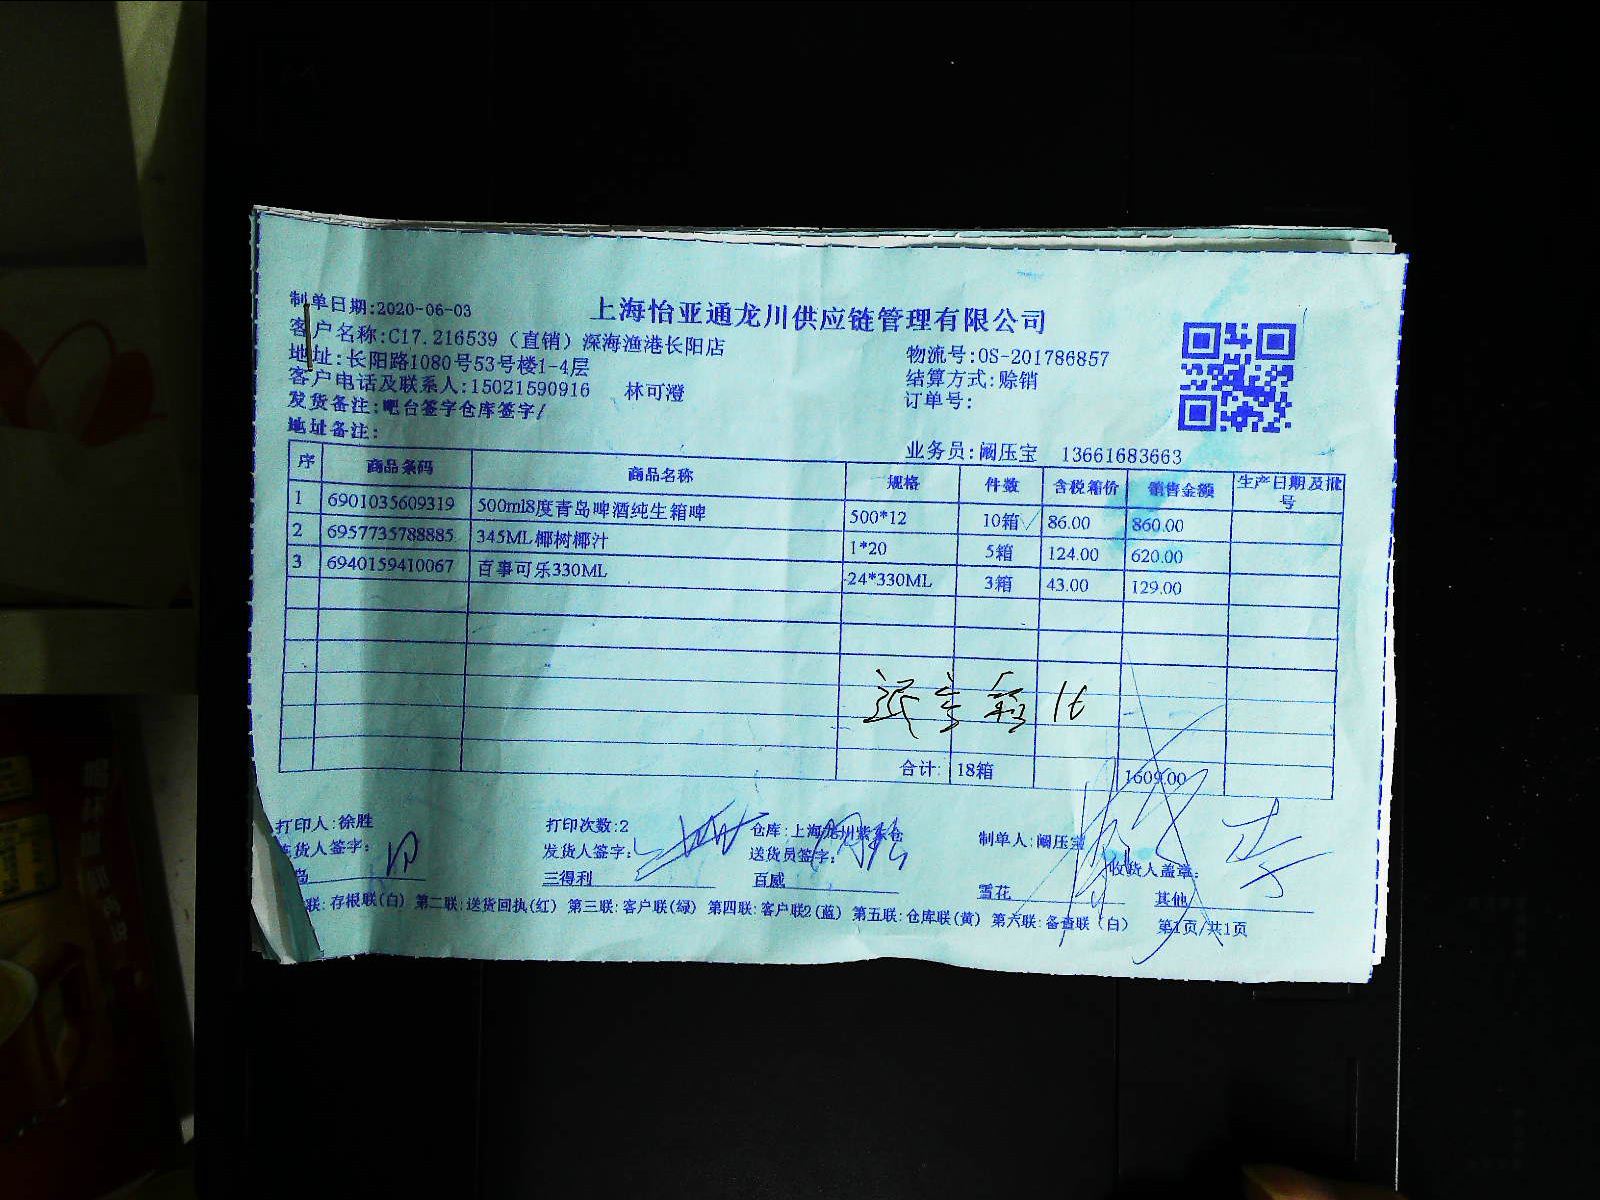 上海怡亚通龙川供应链管理有限公司
制单日期:2020-06-03
客户名称:C17.216539（直销）深海渔港长阳店
物流号:OS-201786857
地址:长阳路1080号53号楼1-4层
结算方式:赊销
客户电话及联系人:15021590916 林可澄
订单号:
发货备注:吧台签字仓库签字/
地址备注:
业务员:阚压宝 13661683663
序 商品条码 商品名称 规格 件数 含税箱价 销售金额 生产日期及批号
1 6901035609319 500ml8度青岛啤酒纯生箱啤 500*12 10箱 86.00 860.00
2 6957735788885 345ML椰树椰汁 1*20 5箱 124.00 620.00
3 6940159410067 百事可乐330ML -24*330ML 3箱 43.00 129.00
箱
合计: 18箱 1609.00
打印人:徐胜 打印次数:2 仓库:上海龙川紫东仓 制单人:阚压宝
货人签字: 发货人签字: 送货员签字: 收货人盖章:
岛 三得利 百威 雪花 其他
联:存根联(白) 第二联:送货回执(红) 第三联:客户联(绿) 第四联:客户联2(蓝) 第五联:仓库联(黄) 第六联:备查联(白) 第1页/共1页